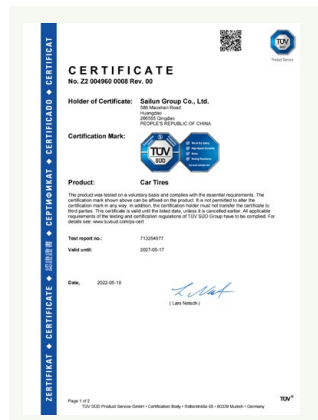 ZERTIFIKAT ◆ CERTIFICATE ◆ 認證證書 ◆ СЕРТИФИКАТ ◆ CERTIFICADO ◆ CERTIFICAT
TÜV
SÜD
Product Service
CERTIFICATE
No. Z2 004960 0008 Rev. 00
Holder of Certificate: Sailun Group Co., Ltd.
588 Maoshan Road
Huangdao
266555 Qingdao
PEOPLE'S REPUBLIC OF CHINA
Certification Mark:
TÜV
SÜD
Product: Car Tires
The product was tested on a voluntary basis and complies with the essential requirements. The
certification mark shown above can be affixed on the product. It is not permitted to alter the
certification mark in any way. In addition, the certification holder must not transfer the certificate to
third parties. This certificate is valid until the listed date, unless it is cancelled earlier. All applicable
requirements of the testing and certification regulations of TÜV SÜD Group have to be complied. For
details see: www.tuvsud.com/ps-cert
Test report no.: 713254977
Valid until: 2027-05-17
Date, 2022-05-19
( Lars Netsch )
Page 1 of 2
TÜV SÜD Product Service GmbH • Certification Body • Ridlerstraße 65 • 80339 Munich • Germany
TÜV®